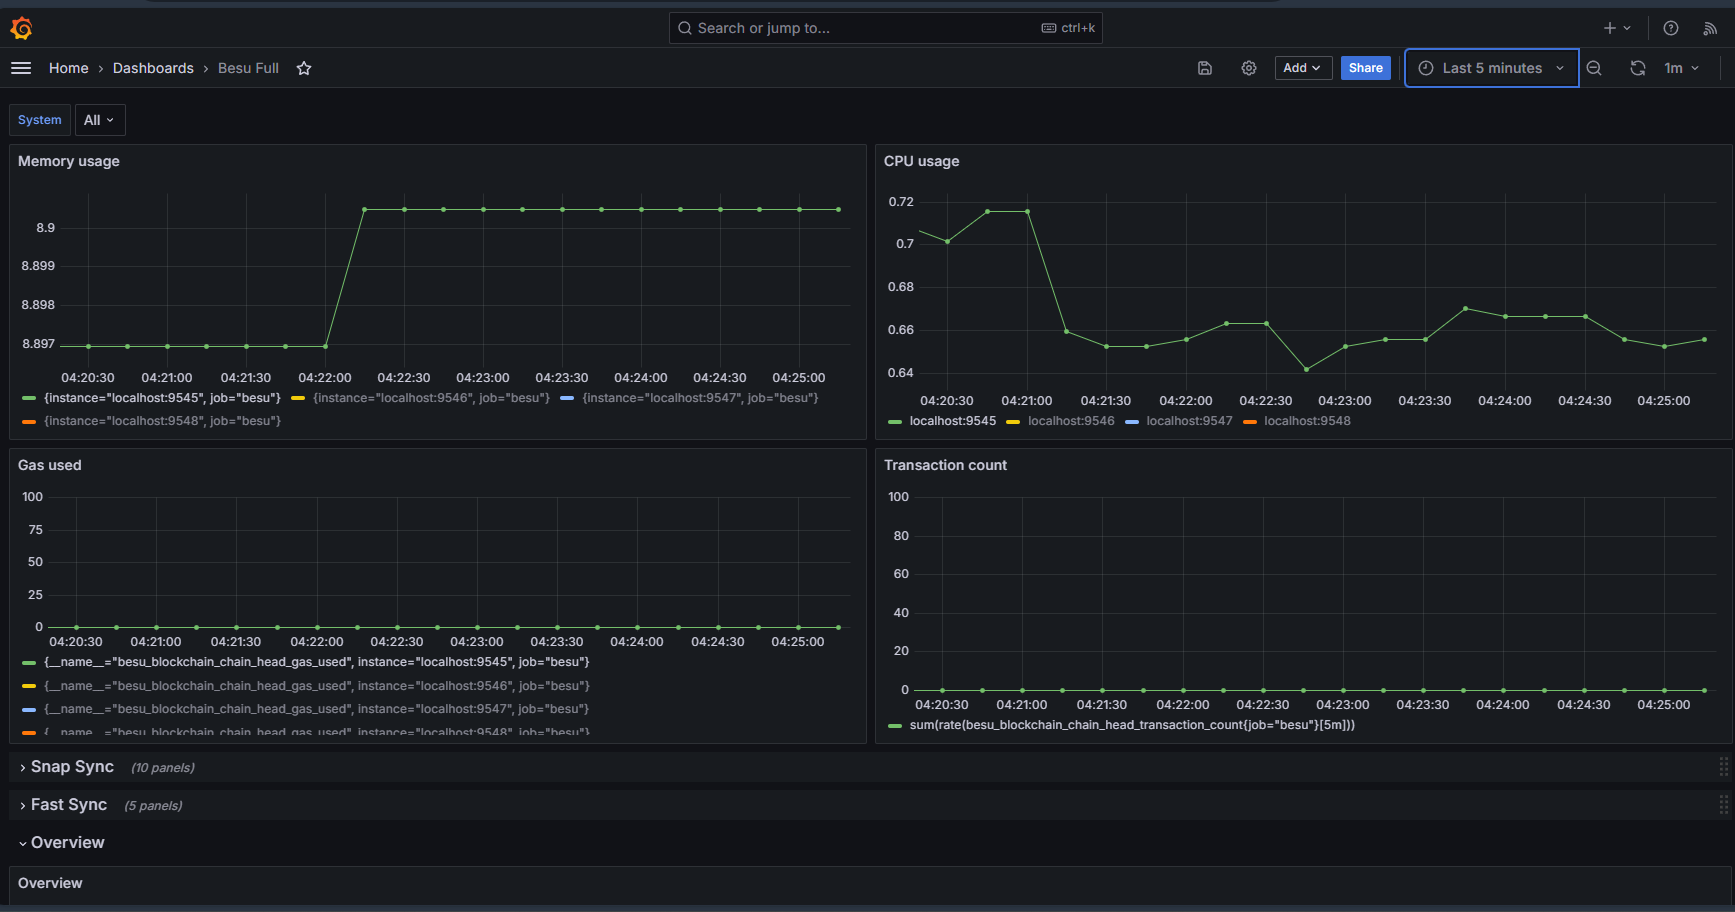 Search or jump to... ctrl+k
Home › Dashboards › Besu Full Add Share Last 5 minutes 1m
System All
Memory usage
8.9
8.899
8.898
8.897
04:20:30 04:21:00 04:21:30 04:22:00 04:22:30 04:23:00 04:23:30 04:24:00 04:24:30 04:25:00
{instance="localhost:9545", job="besu"} {instance="localhost:9546", job="besu"} {instance="localhost:9547", job="besu"}
{instance="localhost:9548", job="besu"}
CPU usage
0.72
0.7
0.68
0.66
0.64
04:20:30 04:21:00 04:21:30 04:22:00 04:22:30 04:23:00 04:23:30 04:24:00 04:24:30 04:25:00
localhost:9545 localhost:9546 localhost:9547 localhost:9548
Gas used
100
75
50
25
0
04:20:30 04:21:00 04:21:30 04:22:00 04:22:30 04:23:00 04:23:30 04:24:00 04:24:30 04:25:00
{__name__="besu_blockchain_chain_head_gas_used", instance="localhost:9545", job="besu"}
{__name__="besu_blockchain_chain_head_gas_used", instance="localhost:9546", job="besu"}
{__name__="besu_blockchain_chain_head_gas_used", instance="localhost:9547", job="besu"}
{__name__="besu_blockchain_chain_head_gas_used", instance="localhost:9548", job="besu"}
Transaction count
100
80
60
40
20
0
04:20:30 04:21:00 04:21:30 04:22:00 04:22:30 04:23:00 04:23:30 04:24:00 04:24:30 04:25:00
sum(rate(besu_blockchain_chain_head_transaction_count{job="besu"}[5m]))
Snap Sync (10 panels)
Fast Sync (5 panels)
Overview
Overview